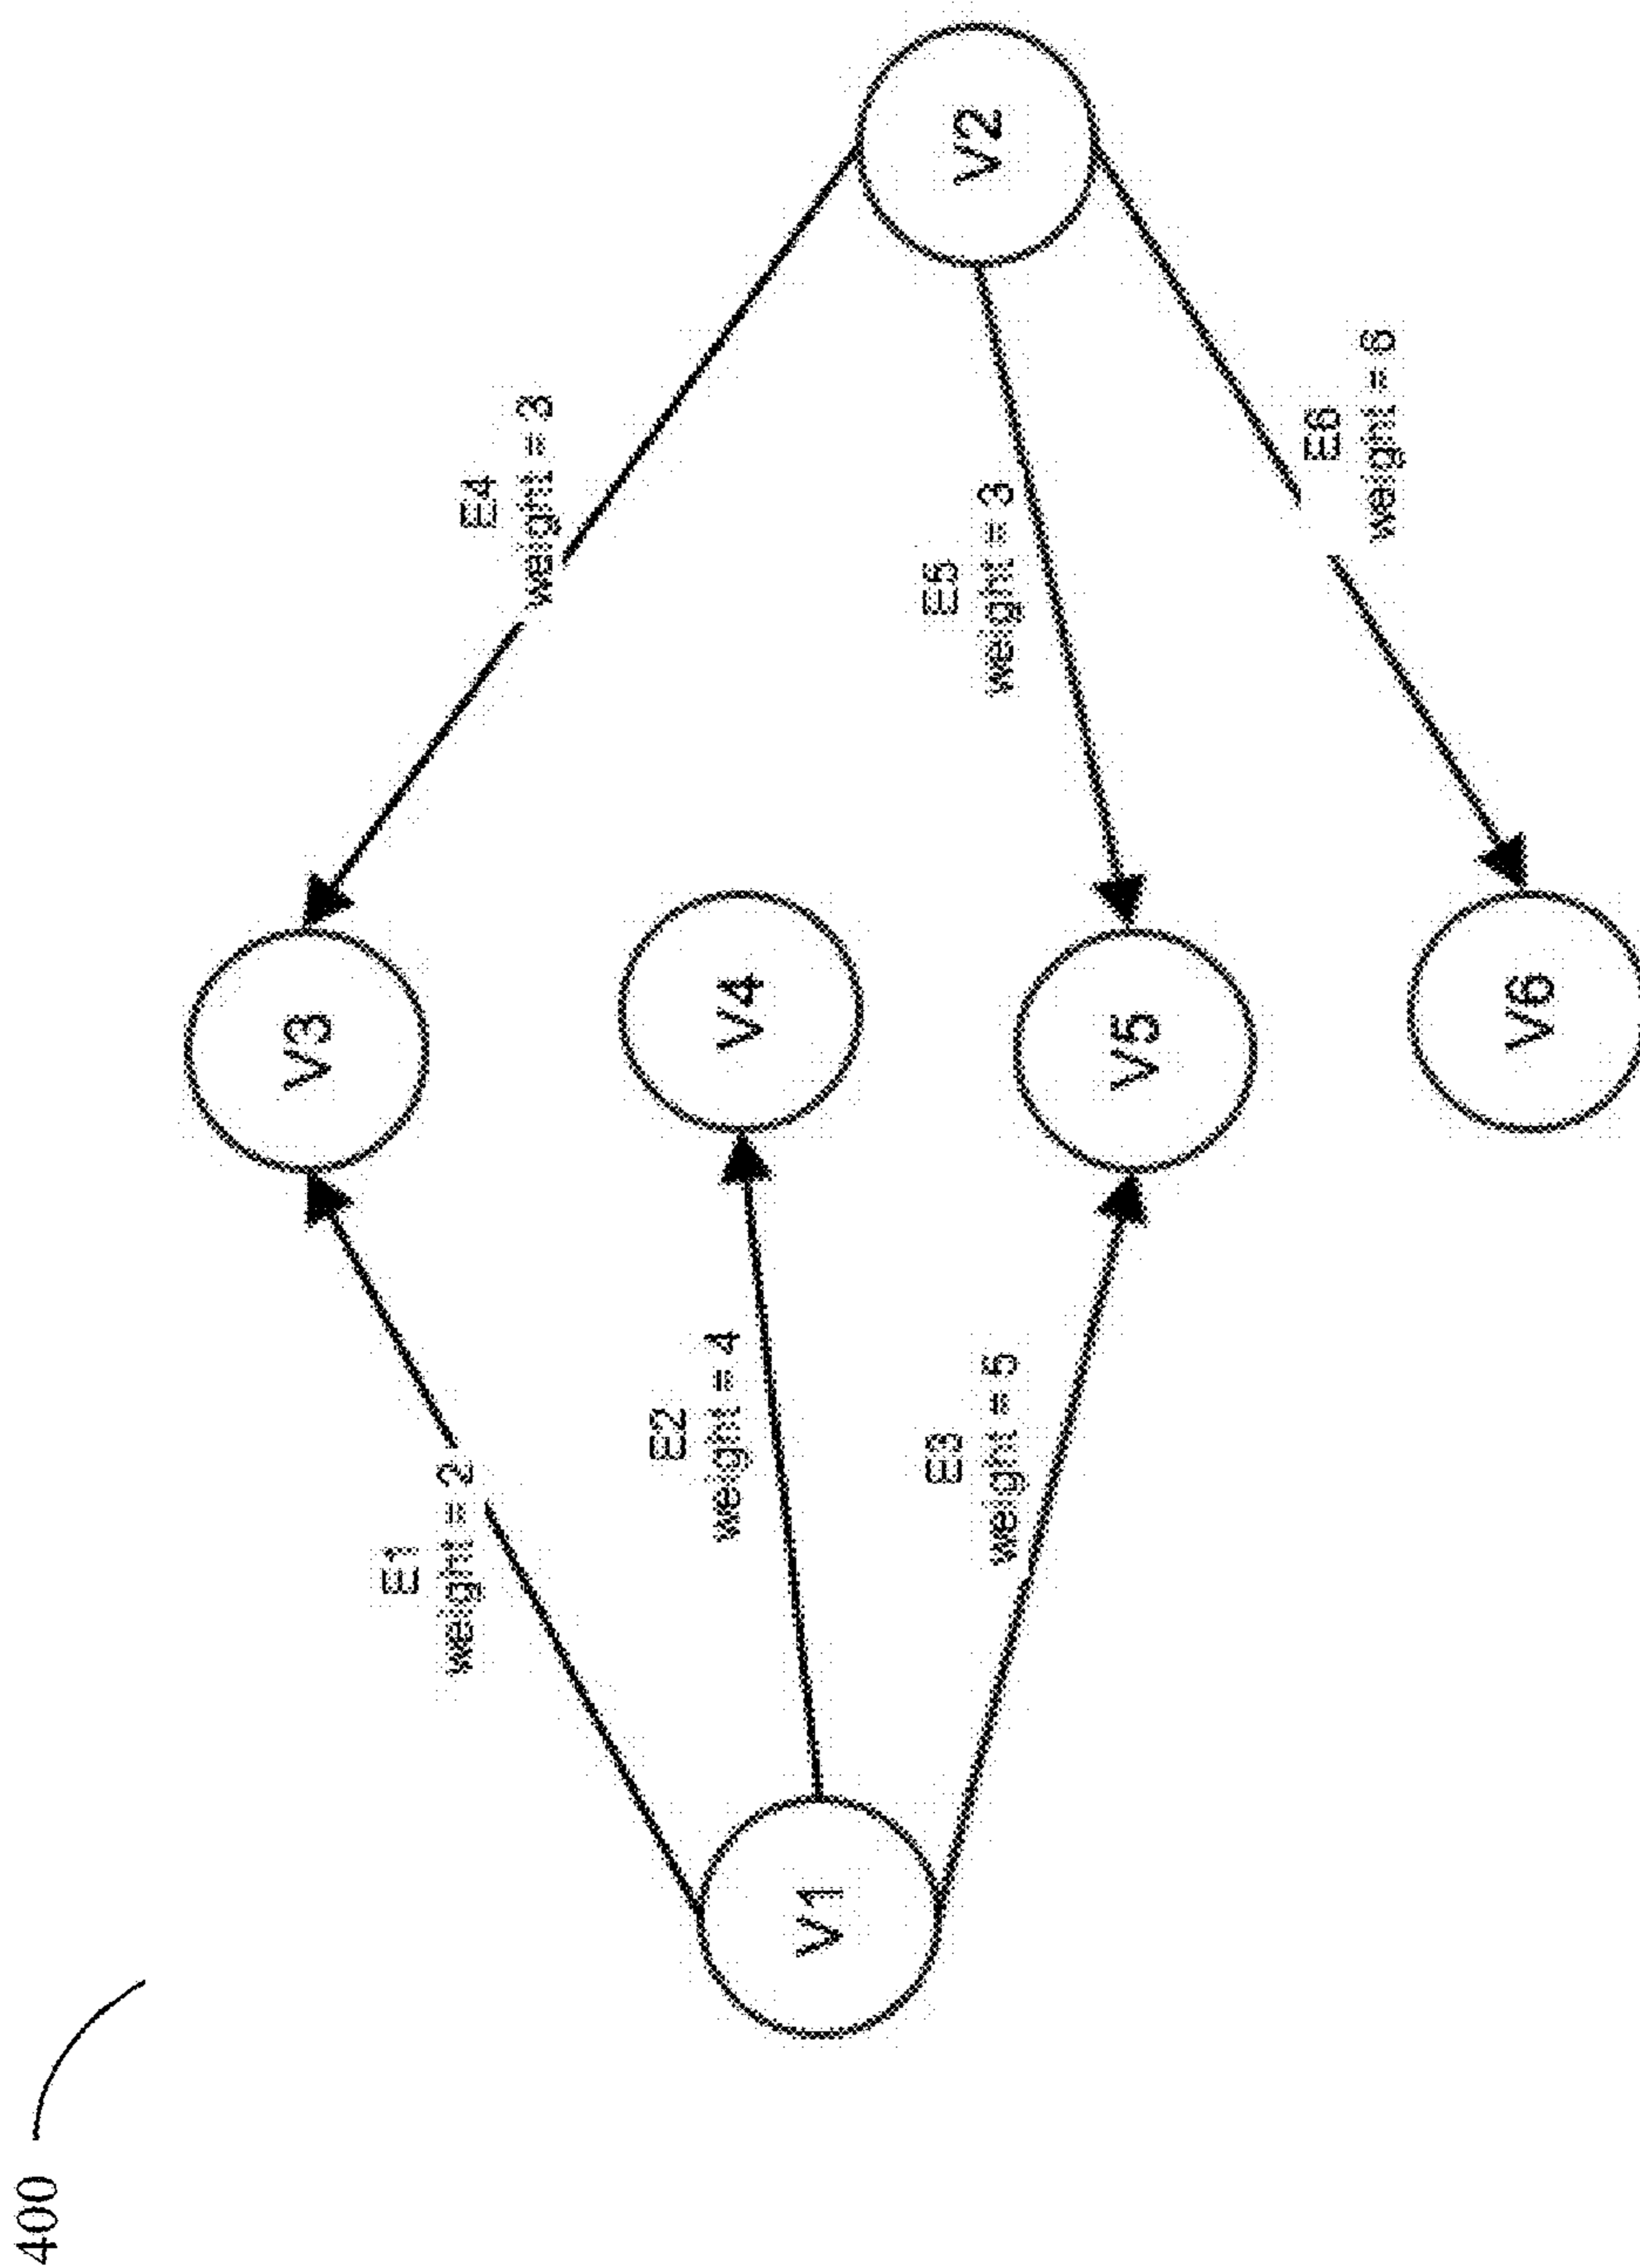 400
V3
E1
weight = 2
E4
weight = 3
E2
weight = 4
V4
V1
E3
weight = 5
E5
weight = 3
V2
V5
E6
weight = 6
V6